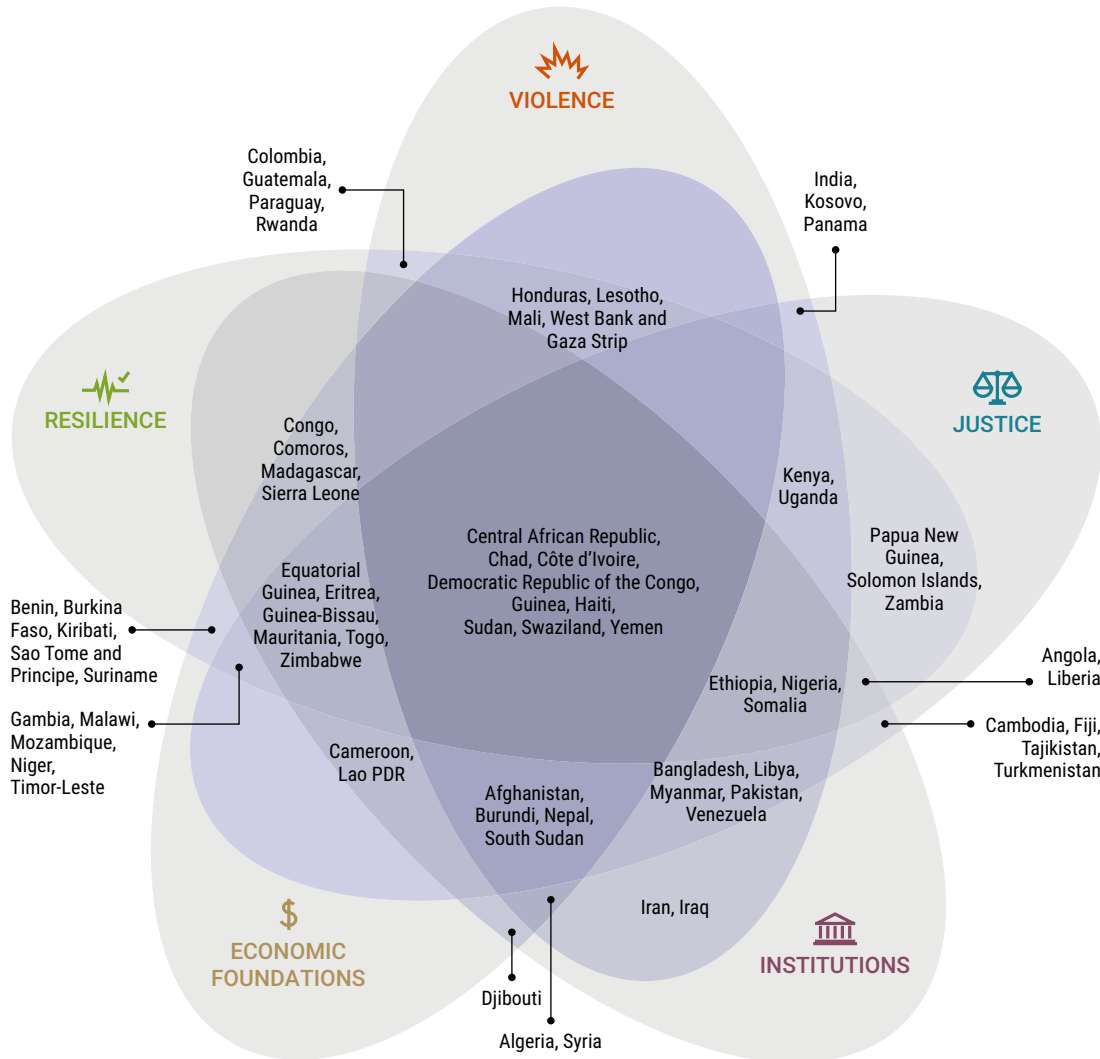 VIOLENCE
Colombia,
Guatemala,
Paraguay,
Rwanda
India,
Kosovo,
Panama
Honduras, Lesotho,
Mali, West Bank and
Gaza Strip
RESILIENCE
JUSTICE
Congo,
Comoros,
Madagascar,
Sierra Leone
Kenya,
Uganda
Central African Republic,
Chad, Côte d’Ivoire,
Democratic Republic of the Congo,
Guinea, Haiti,
Sudan, Swaziland, Yemen
Papua New
Guinea,
Solomon Islands,
Zambia
Equatorial
Guinea, Eritrea,
Guinea-Bissau,
Mauritania, Togo,
Zimbabwe
Benin, Burkina
Faso, Kiribati,
Sao Tome and
Principe, Suriname
Angola,
Liberia
Ethiopia, Nigeria,
Somalia
Gambia, Malawi,
Mozambique,
Niger,
Timor-Leste
Cambodia, Fiji,
Tajikistan,
Turkmenistan
Cameroon,
Lao PDR
Bangladesh, Libya,
Myanmar, Pakistan,
Venezuela
Afghanistan,
Burundi, Nepal,
South Sudan
Iran, Iraq
$
ECONOMIC
FOUNDATIONS
INSTITUTIONS
Djibouti
Algeria, Syria